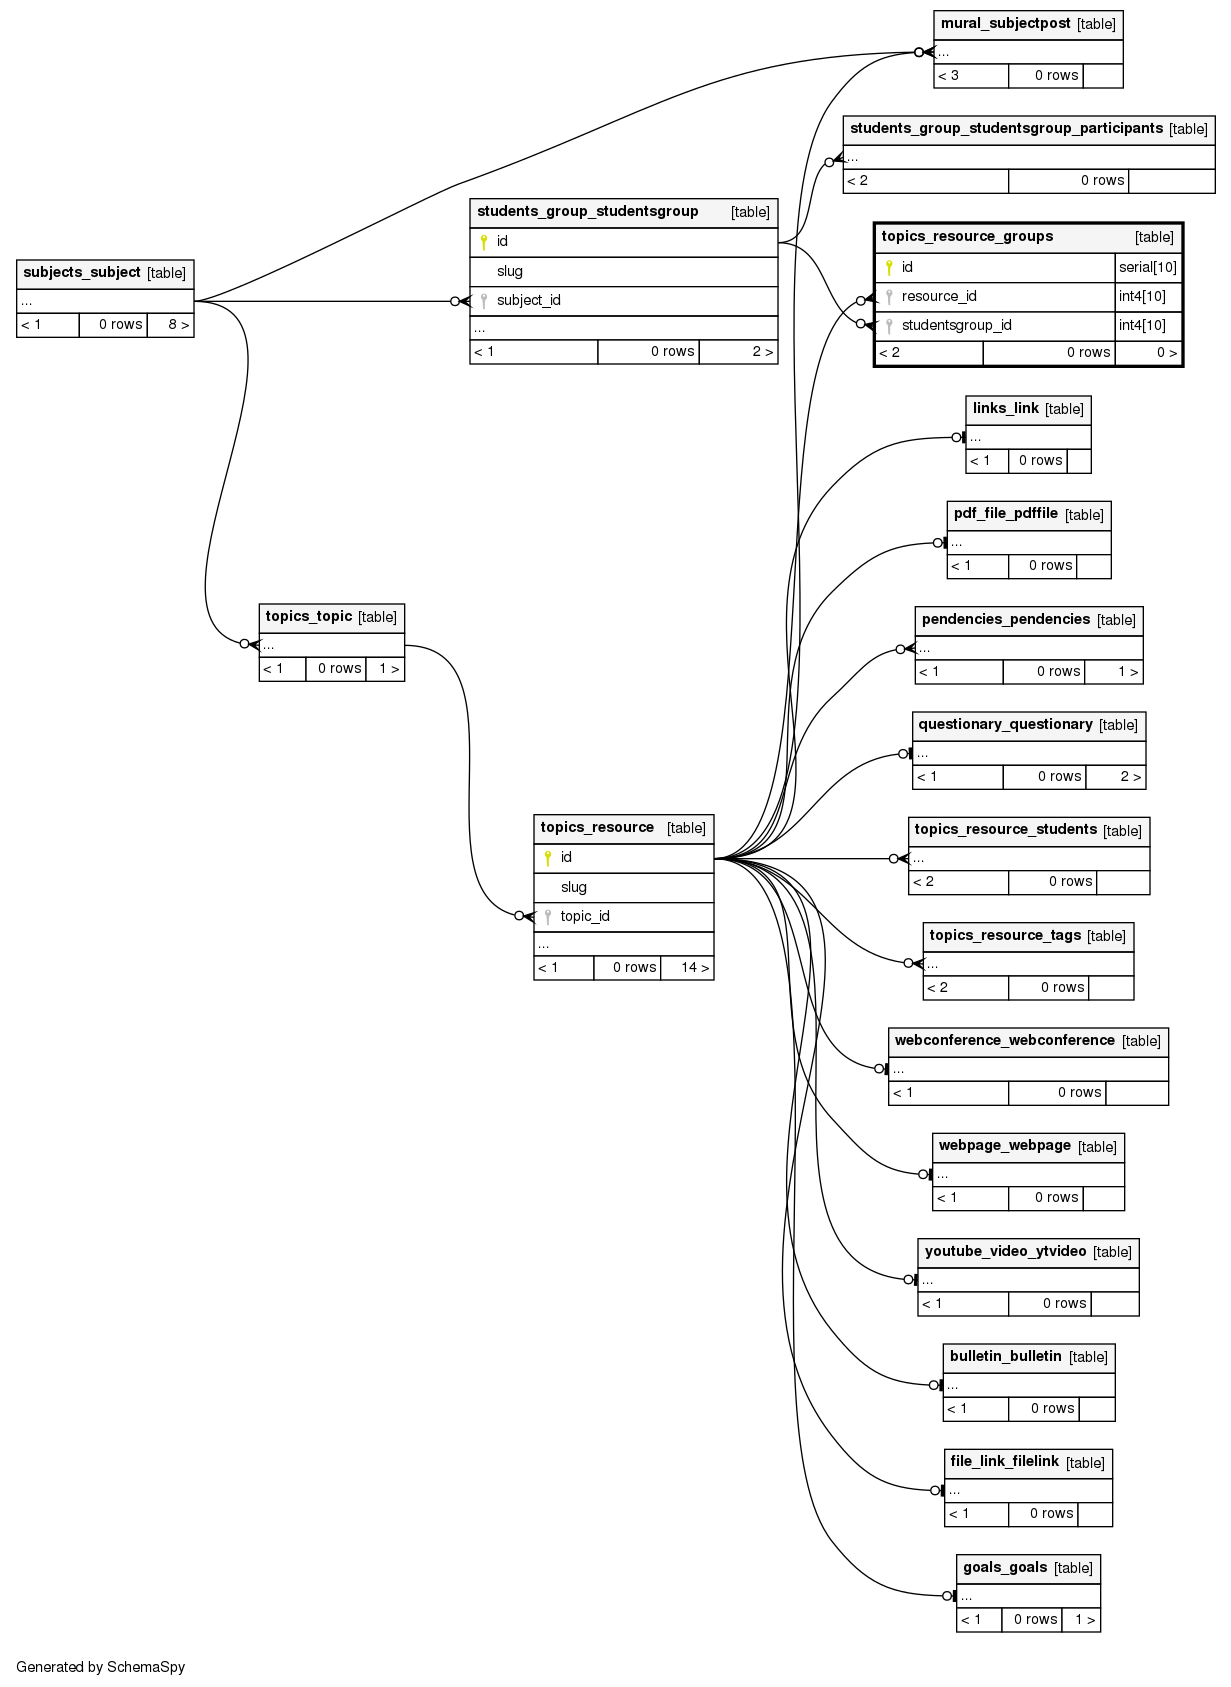 mural_subjectpost [table]
...
< 3 0 rows
students_group_studentsgroup_participants [table]
...
< 2 0 rows
students_group_studentsgroup [table]
id
slug
subject_id
...
< 1 0 rows 2 >
topics_resource_groups [table]
id serial[10]
resource_id int4[10]
studentsgroup_id int4[10]
< 2 0 rows 0 >
subjects_subject [table]
...
< 1 0 rows 8 >
links_link [table]
...
< 1 0 rows
pdf_file_pdffile [table]
...
< 1 0 rows
topics_topic [table]
...
< 1 0 rows 1 >
pendencies_pendencies [table]
...
< 1 0 rows 1 >
questionary_questionary [table]
...
< 1 0 rows 2 >
topics_resource [table]
id
slug
topic_id
...
< 1 0 rows 14 >
topics_resource_students [table]
...
< 2 0 rows
topics_resource_tags [table]
...
< 2 0 rows
webconference_webconference [table]
...
< 1 0 rows
webpage_webpage [table]
...
< 1 0 rows
youtube_video_ytvideo [table]
...
< 1 0 rows
bulletin_bulletin [table]
...
< 1 0 rows
file_link_filelink [table]
...
< 1 0 rows
goals_goals [table]
...
< 1 0 rows 1 >
Generated by SchemaSpy